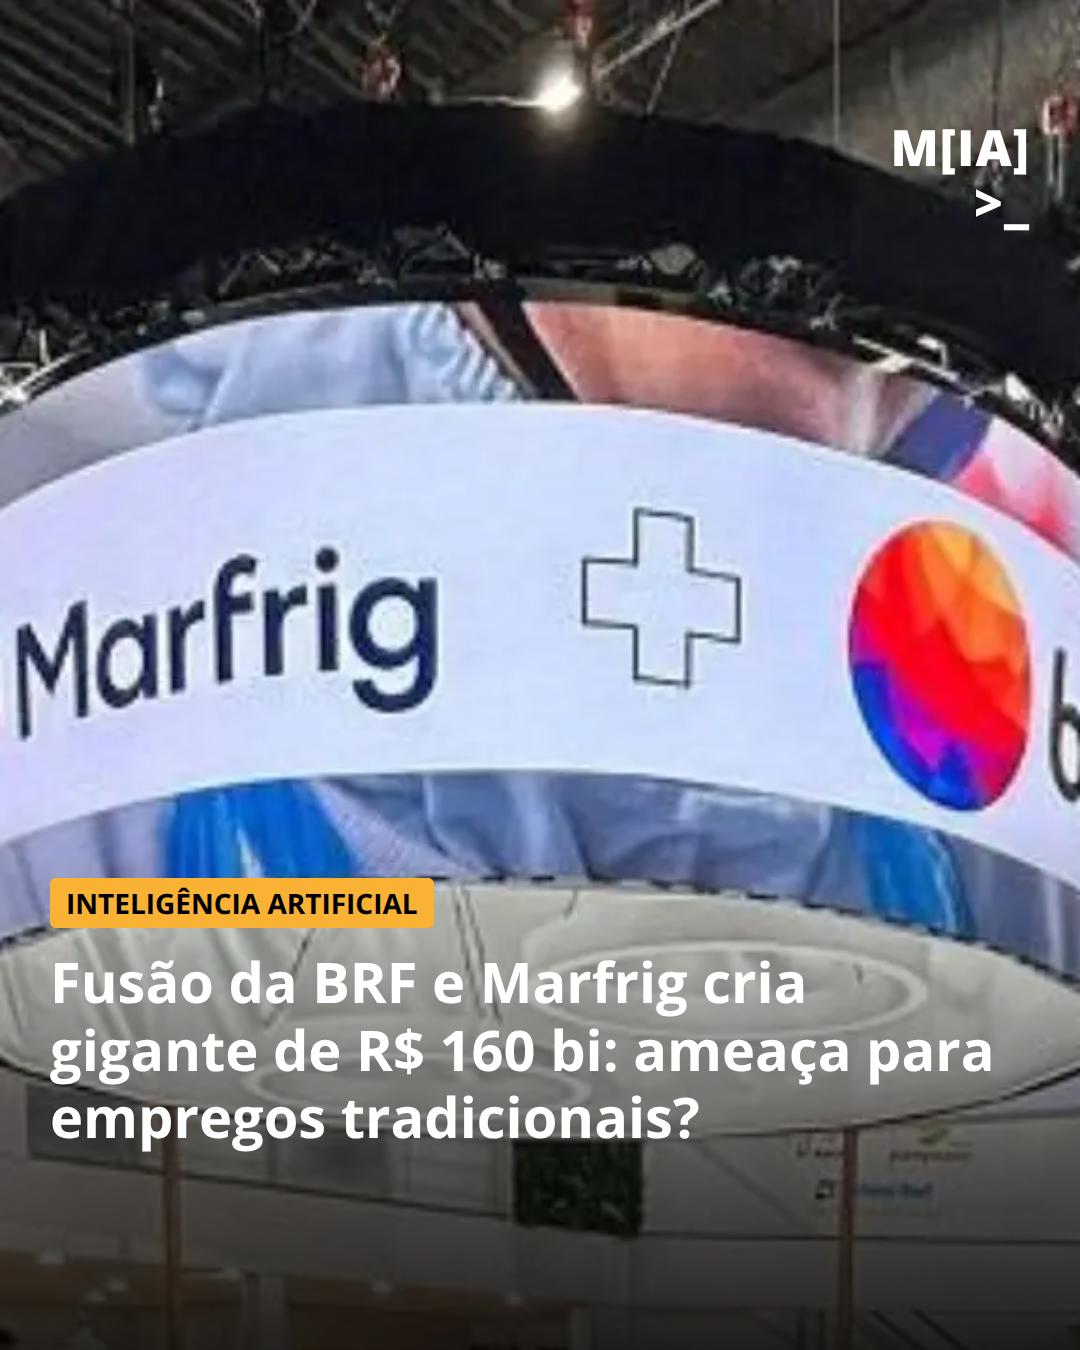 M[IA]
>_
Marfrig
b
INTELIGÊNCIA ARTIFICIAL
Fusão da BRF e Marfrig cria
gigante de R$ 160 bi: ameaça para
empregos tradicionais?